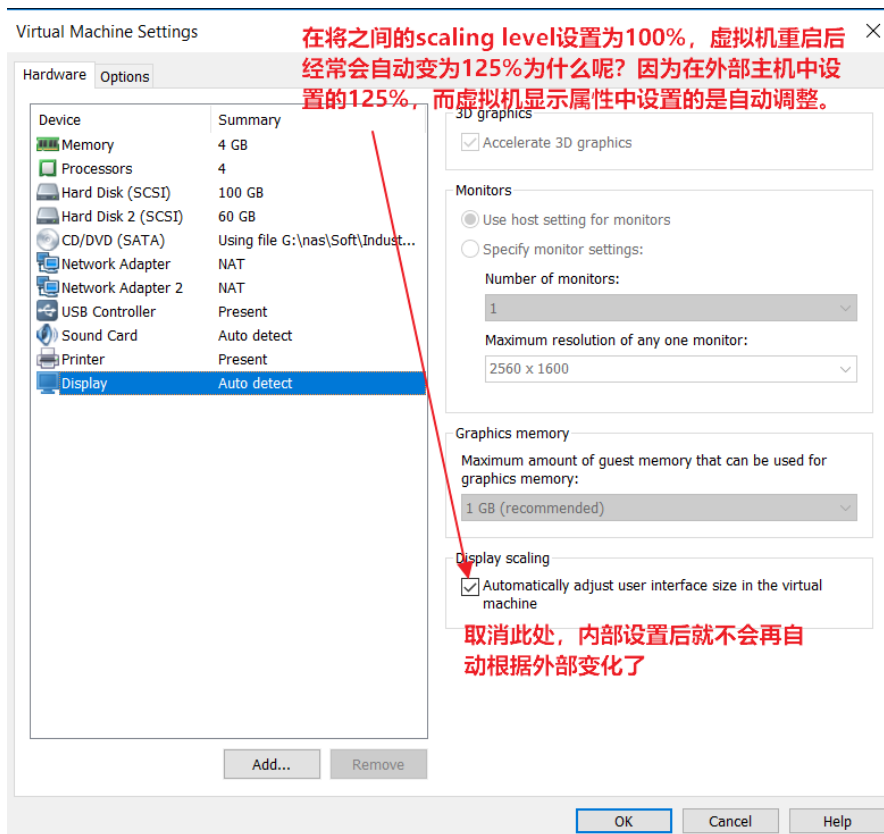 Virtual Machine Settings
在将之间的scaling level设置为100%，虚拟机重启后
经常会自动变为125%为什么呢？因为在外部主机中设
置的125%，而虚拟机显示属性中设置的是自动调整。
Hardware
Options
Device
Summary
Memory
4 GB
Processors
4
Hard Disk (SCSI)
100 GB
Hard Disk 2 (SCSI)
60 GB
CD/DVD (SATA)
Using file G:\nas\Soft\Indust...
Network Adapter
NAT
Network Adapter 2
NAT
USB Controller
Present
Sound Card
Auto detect
Printer
Present
Display
Auto detect
Add...
Remove
3D graphics
Accelerate 3D graphics
Monitors
Use host setting for monitors
Specify monitor settings:
Number of monitors:
1
Maximum resolution of any one monitor:
2560 x 1600
Graphics memory
Maximum amount of guest memory that can be used for
graphics memory:
1 GB (recommended)
Display scaling
Automatically adjust user interface size in the virtual
machine
取消此处，内部设置后就不会再自
动根据外部变化了
OK
Cancel
Help